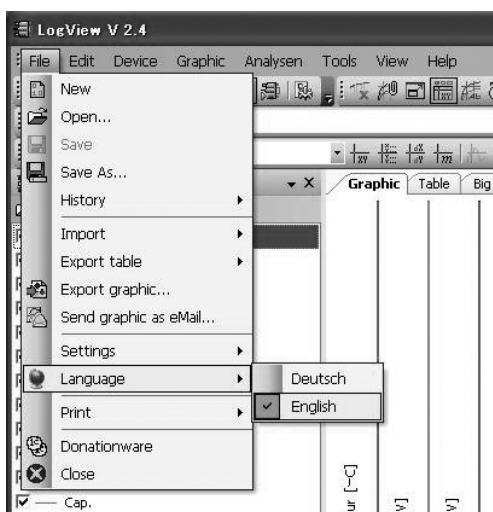 LogView V 2.4
File Edit Device Graphic Analysen Tools View Help
New
Open...
Save
Save As...
History
Graphic Table Big
Import
Export table
Export graphic...
Send graphic as eMail...
Settings
Language
Deutsch
English
Print
Donationware
Close
Cap.